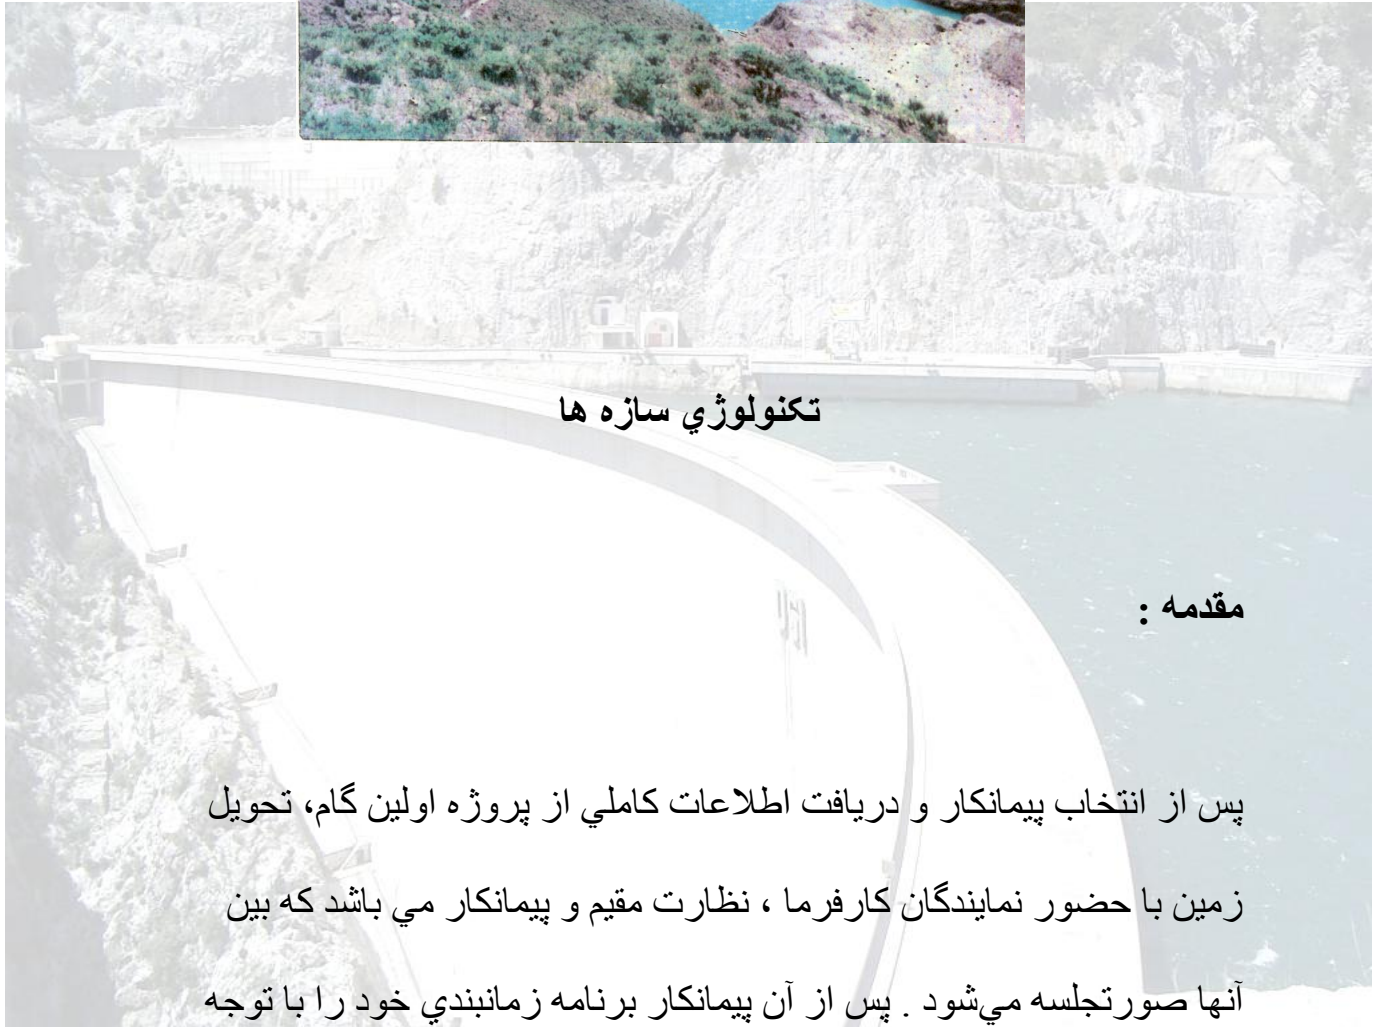 تكنولوژي سازه ها
مقدمه :
پس از انتخاب پيمانكار و دريافت اطلاعات كاملي از پروژه اولين گام، تحويل
زمين با حضور نمايندگان كارفرما ، نظارت مقيم و پيمانكار مي باشد كه بين
آنها صورتجلسه مي‌شود . پس از آن پيمانكار برنامه زمانبندي خود را با توجه